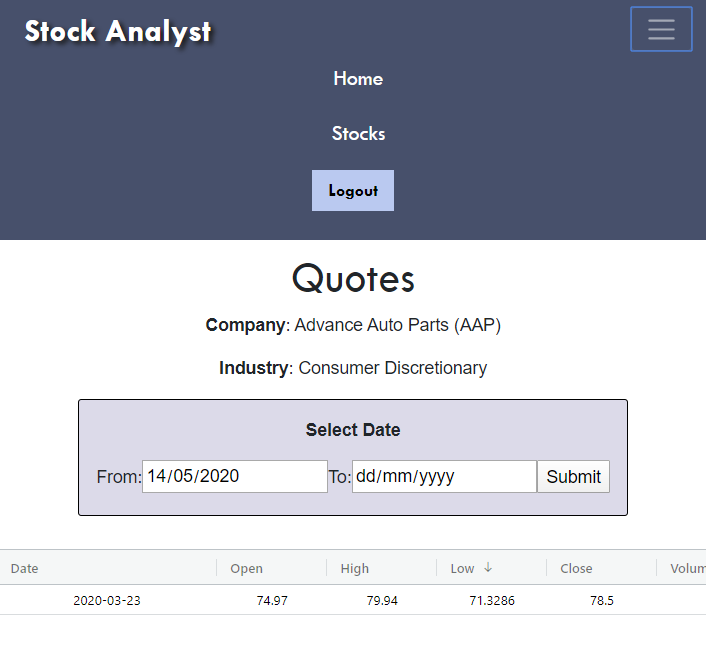 Stock Analyst
Home
Stocks
Logout
Quotes
Company: Advance Auto Parts (AAP)
Industry: Consumer Discretionary
Select Date
From: 14/05/2020 To: dd/mm/yyyy Submit
Date Open High Low ↓ Close Volum
2020-03-23 74.97 79.94 71.3286 78.5